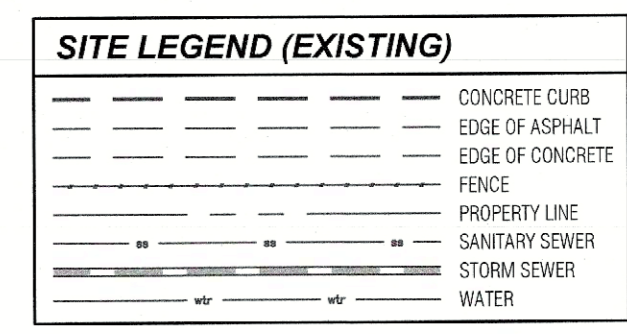 SITE LEGEND (EXISTING)
CONCRETE CURB
EDGE OF ASPHALT
EDGE OF CONCRETE
FENCE
PROPERTY LINE
ss ss ss SANITARY SEWER
STORM SEWER
wtr wtr WATER